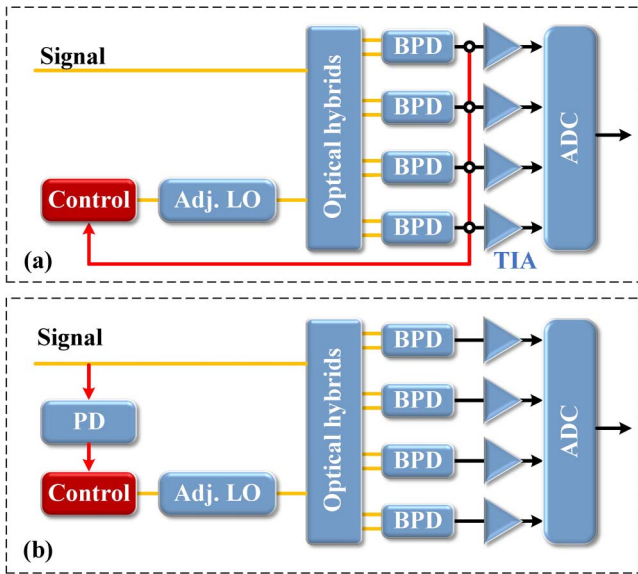 Signal
Control
Adj. LO
Optical hybrids
BPD
BPD
BPD
BPD
TIA
ADC
(a)
Signal
PD
Control
Adj. LO
Optical hybrids
BPD
BPD
BPD
BPD
ADC
(b)